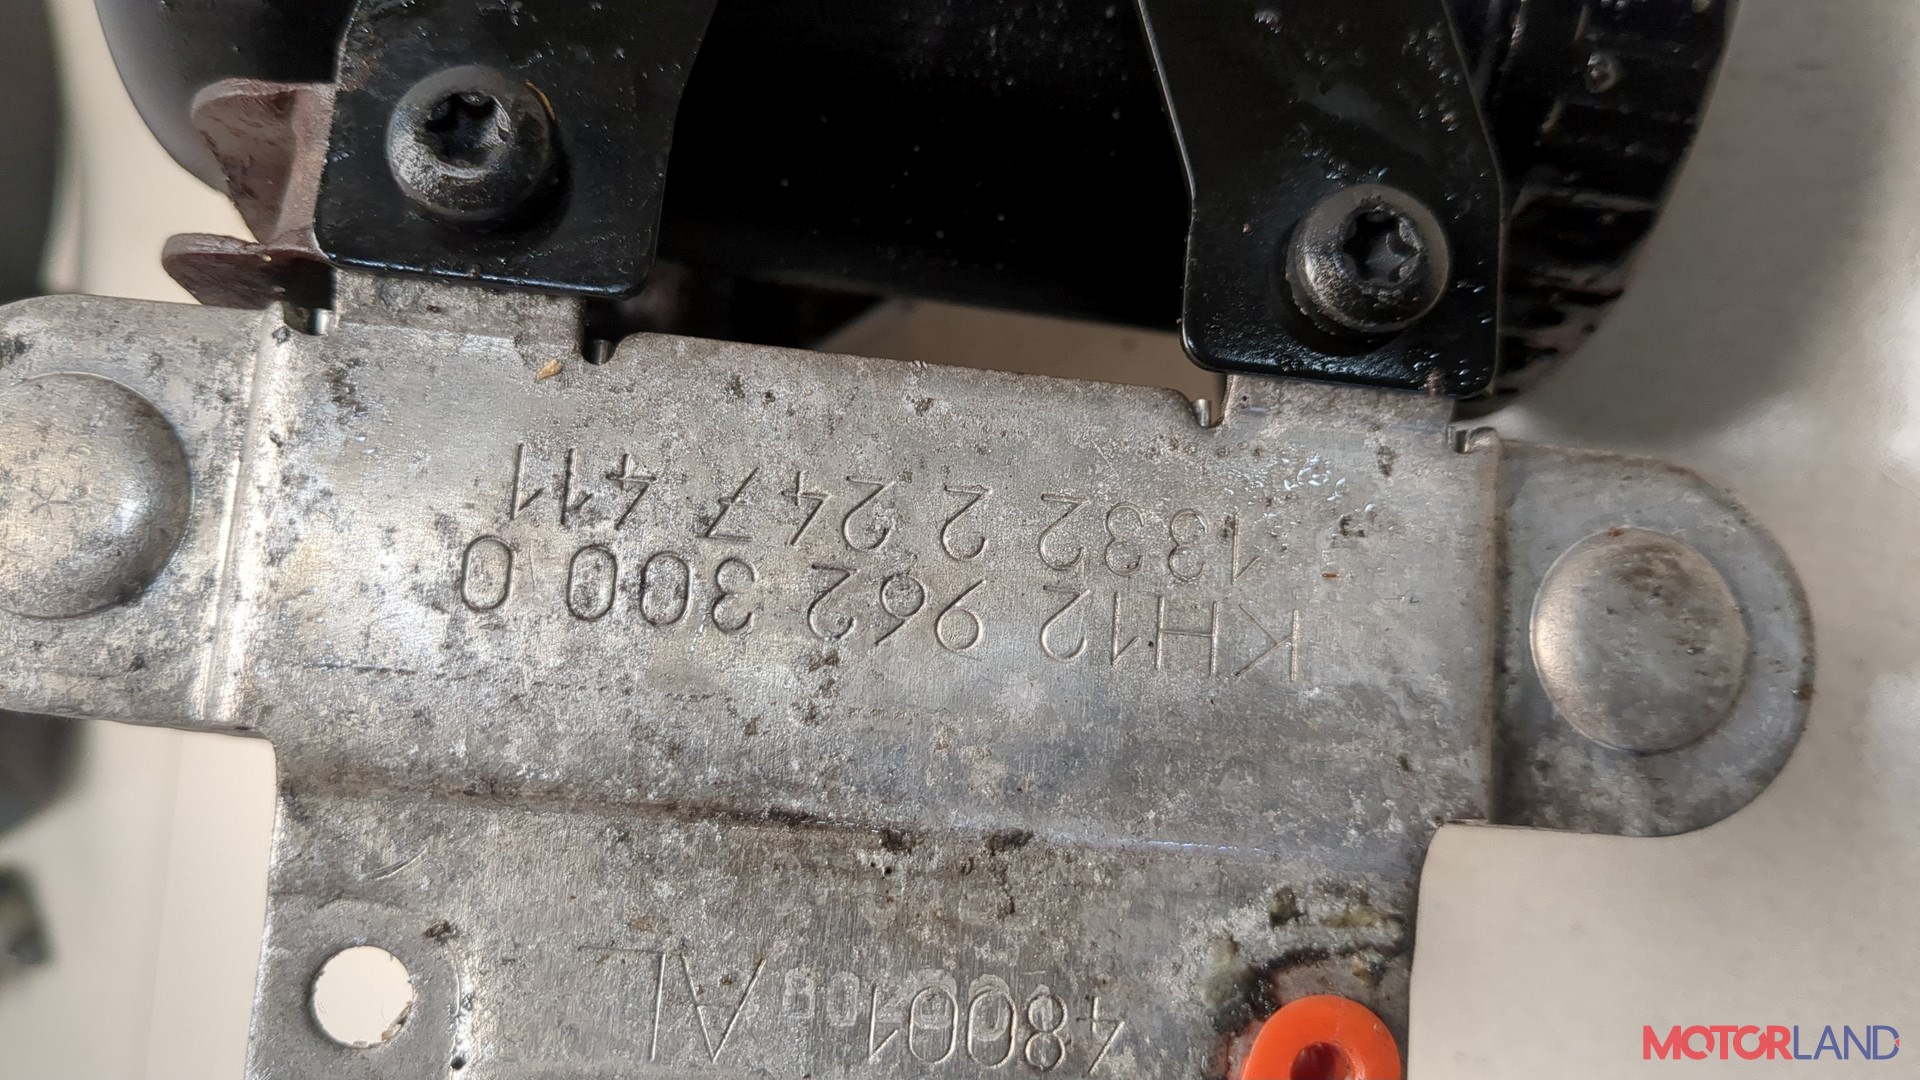 48001 AL
KH12 962 300 0
1332 2 247 411
MOTORLAND